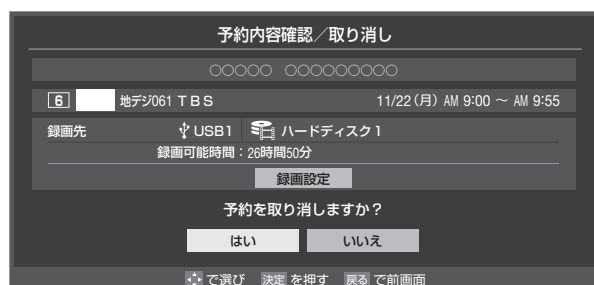 予約内容確認／取り消し
○○○○○ ○○○○○○○○○
6 地デジ061 TBS 11/22(月) AM 9:00 ～ AM 9:55
録画先 USB1 ハードディスク1
録画可能時間：26時間50分
録画設定
予約を取り消しますか？
はい いいえ
で選び 決定 を押す 戻る で前画面